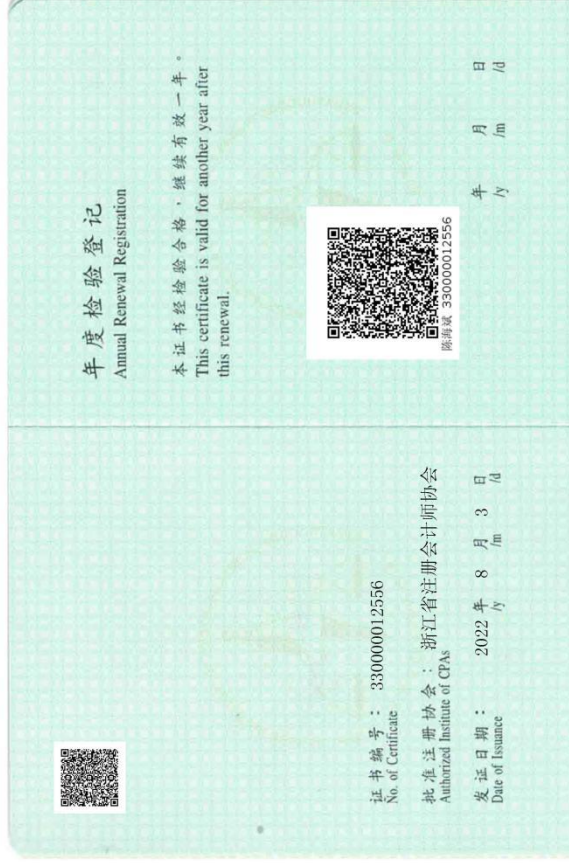 证书编号： 330000012556
No. of Certificate
批准注册协会： 浙江省注册会计师协会
Authorized Institute of CPAs
发证日期： 2022 年 8 月 3 日
Date of Issuance /y /m /d
年度检验登记
Annual Renewal Registration
本证书经检验合格，继续有效一年。
This certificate is valid for another year after
this renewal.
陈海斌 330000012556
年 月 日
/y /m /d